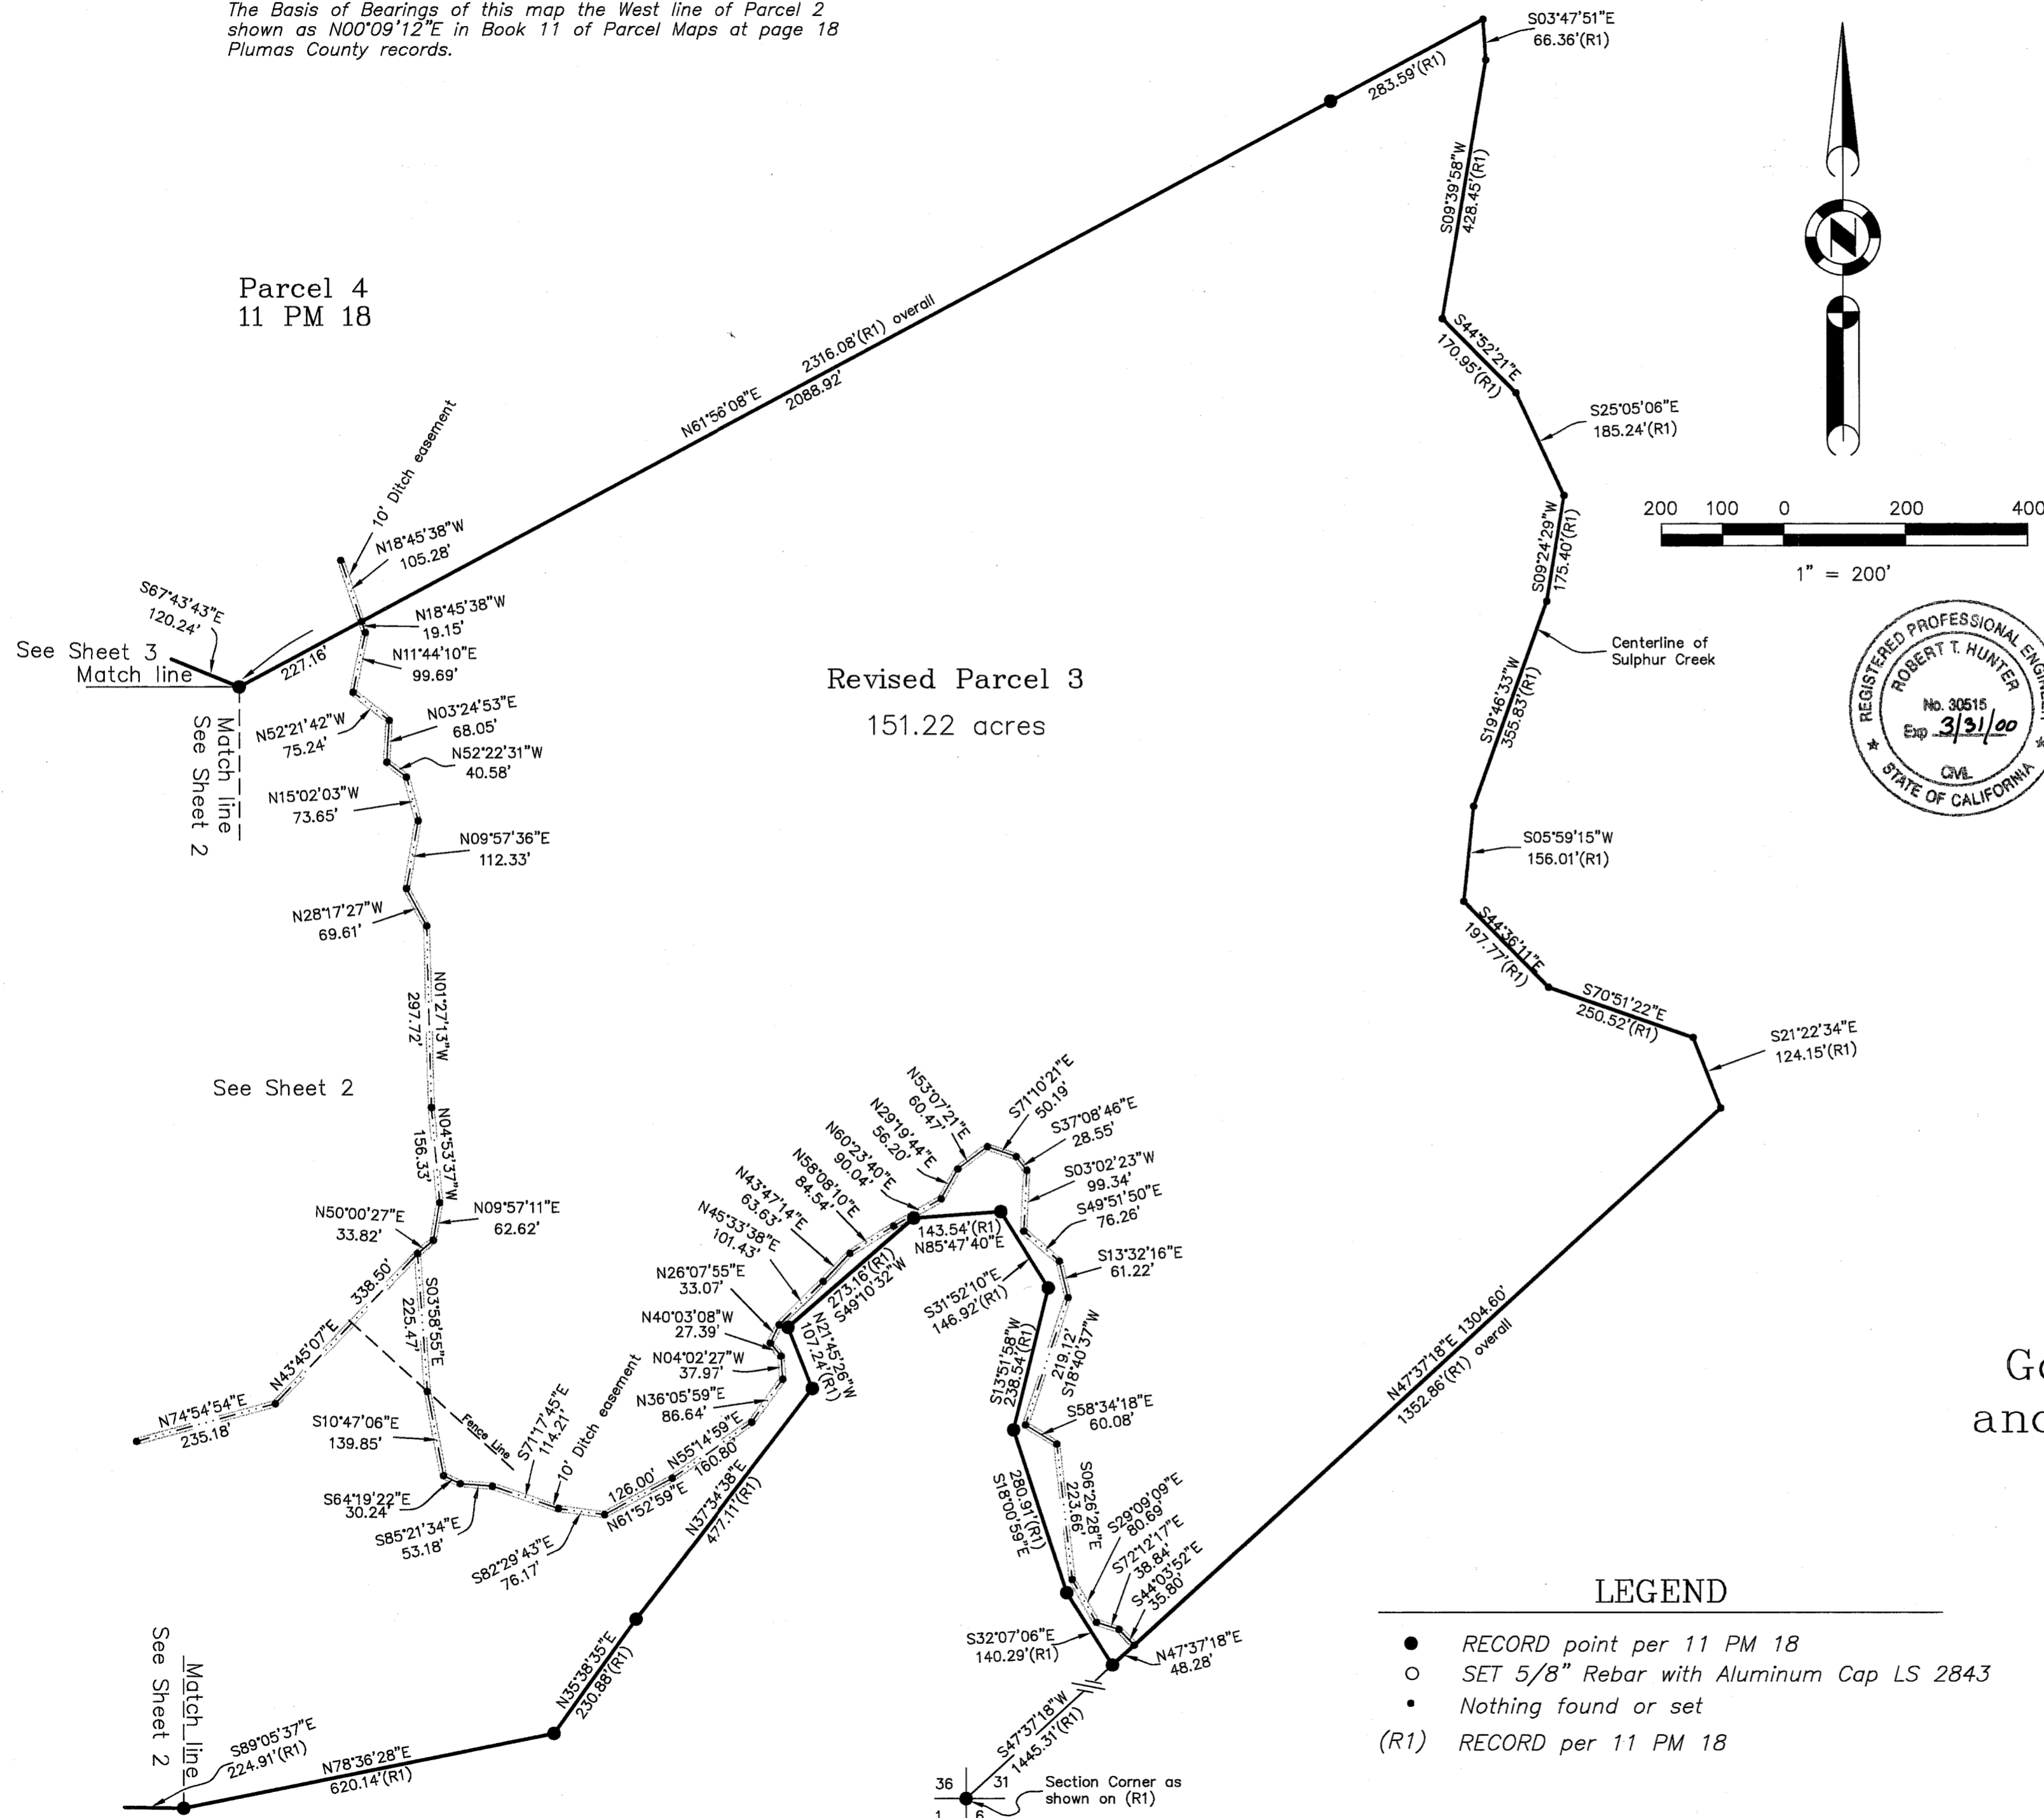 The Basis of Bearings of this map the West line of Parcel 2
shown as N00°09'12"E in Book 11 of Parcel Maps at page 18
Plumas County records.
S03°47'51"E
66.36'(R1)
283.59'(R1)
S09°39'58"W
428.45'(R1)
N
Parcel 4
11 PM 18
2316.08'(R1) overall
N61°56'08"E
2088.92'
S44°52'21"E
170.95'(R1)
S25°05'06"E
185.24'(R1)
S09°24'29"W
175.40'(R1)
200 100 0 200 400
1" = 200'
10' Ditch easement
N18°45'38"W
105.28'
S67°43'43"E
120.24'
N18°45'38"W
19.15'
See Sheet 3
Match line
227.16'
N11°44'10"E
99.69'
Match line
See Sheet 2
N52°21'42"W
75.24'
N03°24'53"E
68.05'
N52°22'31"W
40.58'
N15°02'03"W
73.65'
N09°57'36"E
112.33'
N28°17'27"W
69.61'
Revised Parcel 3
151.22 acres
Centerline of
Sulphur Creek
REGISTERED PROFESSIONAL ENGINEER
ROBERT T. HUNTER
No. 30515
Exp 3/31/00
CIVIL
STATE OF CALIFORNIA
S19°46'33"W
355.83'(R1)
S05°59'15"W
156.01'(R1)
S44°36'11"E
197.77'(R1)
S70°51'22"E
250.52'(R1)
S21°22'34"E
124.15'(R1)
N01°27'13"W
297.72'
See Sheet 2
N04°53'37"W
156.33'
N50°00'27"E
33.82'
N09°57'11"E
62.62'
338.50'
N43°45'07"E
S03°58'55"E
225.47'
N74°54'54"E
235.18'
Fence Line
S10°47'06"E
139.85'
S64°19'22"E
30.24'
S85°21'34"E
53.18'
S71°17'45"E
114.21'
10' Ditch easement
S82°29'43"E
76.17'
126.00'
N61°52'59"E
N55°14'59"E
160.80'
N36°05'59"E
86.64'
N04°02'27"W
37.97'
N40°03'08"W
27.39'
N26°07'55"E
33.07'
N45°33'38"E
101.43'
N43°47'14"E
63.63'
N58°08'10"E
84.54'
N60°23'40"E
90.04'
N29°19'44"E
56.20'
N53°07'21"E
60.47'
S71°10'21"E
50.19'
S37°08'46"E
28.55'
S03°02'23"W
99.34'
S49°51'50"E
76.26'
S13°32'16"E
61.22'
219.12'
S18°40'37"W
S58°34'18"E
60.08'
S06°26'28"E
223.66'
S29°09'09"E
80.69'
S72°12'17"E
38.84'
S44°03'52"E
35.80'
143.54'(R1)
N85°47'40"E
273.16'(R1)
S49°10'32"W
N21°45'26"W
107.24'(R1)
S31°52'10"E
146.92'(R1)
S13°51'58"W
238.54'(R1)
280.91'(R1)
S18°00'59"E
S32°07'06"E
140.29'(R1)
N47°37'18"E
48.28'
N47°37'18"E 1304.60'
1352.86'(R1) overall
N37°34'38"E
477.11'(R1)
N35°38'35"E
230.88'(R1)
See Sheet 2
Match line
S89°05'37"E
224.91'(R1)
N78°36'28"E
620.14'(R1)
S47°37'18"W
1445.31'(R1)
36 31
1 6
Section Corner as
shown on (R1)
Go
and
LEGEND
RECORD point per 11 PM 18
SET 5/8" Rebar with Aluminum Cap LS 2843
Nothing found or set
(R1) RECORD per 11 PM 18